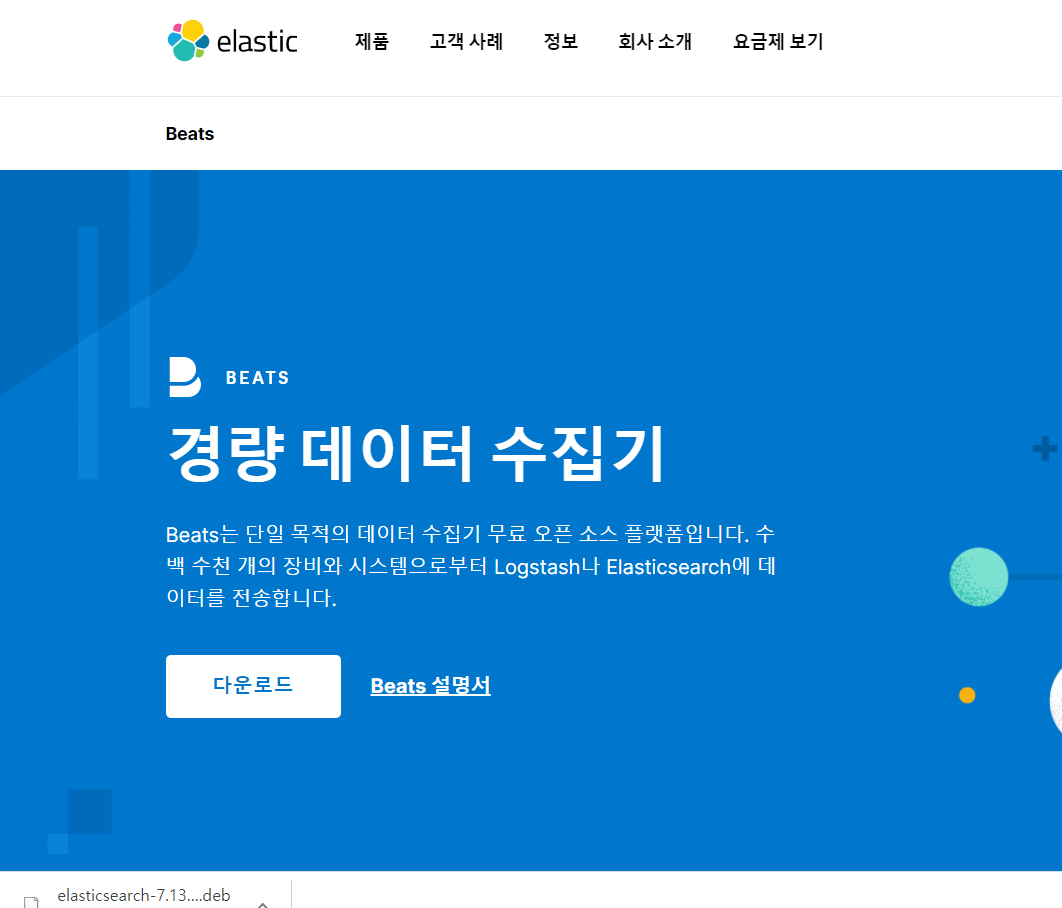 elastic 제품 고객 사례 정보 회사 소개 요금제 보기
Beats
BEATS
경량 데이터 수집기
Beats는 단일 목적의 데이터 수집기 무료 오픈 소스 플랫폼입니다. 수
백 수천 개의 장비와 시스템으로부터 Logstash나 Elasticsearch에 데
이터를 전송합니다.
다운로드 Beats 설명서
elasticsearch-7.13....deb